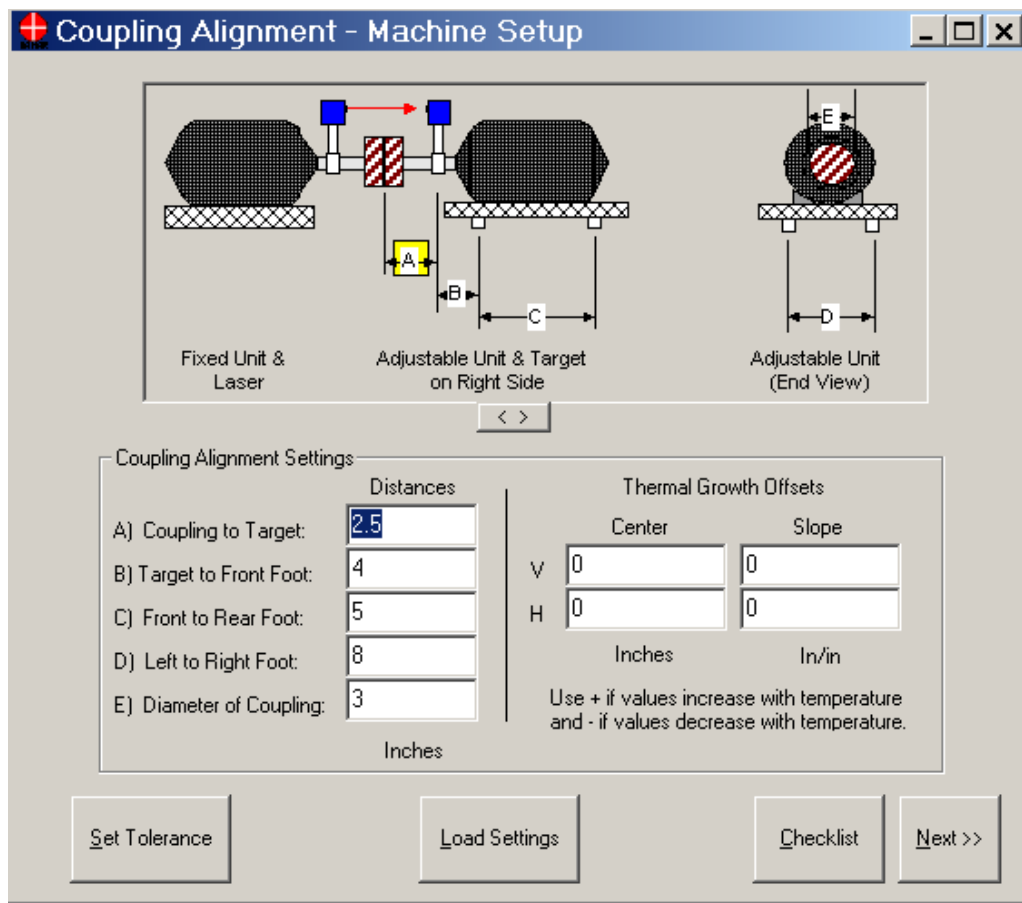 Coupling Alignment - Machine Setup
E
A
B
C
D
Fixed Unit &
Laser
Adjustable Unit & Target
on Right Side
Adjustable Unit
(End View)
< >
Coupling Alignment Settings
Distances
Thermal Growth Offsets
Center
Slope
A) Coupling to Target:
2.5
B) Target to Front Foot:
4
V
0
0
C) Front to Rear Foot:
5
H
0
0
D) Left to Right Foot:
8
Inches
In/in
E) Diameter of Coupling:
3
Use + if values increase with temperature
and - if values decrease with temperature.
Inches
Set Tolerance
Load Settings
Checklist
Next >>